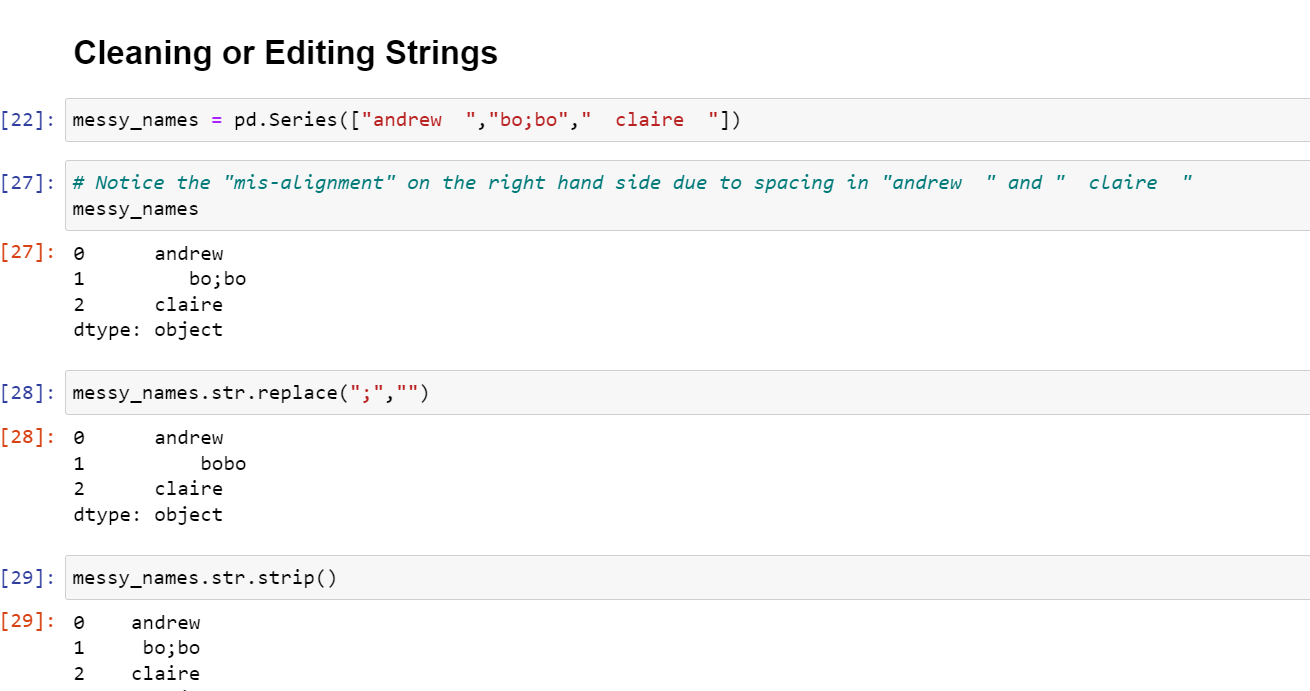 Cleaning or Editing Strings
[22]: messy_names = pd.Series(["andrew  ","bo;bo","  claire  "])
[27]: # Notice the "mis-alignment" on the right hand side due to spacing in "andrew  " and "  claire  "
messy_names
[27]: 0      andrew
1         bo;bo
2      claire
dtype: object
[28]: messy_names.str.replace(";","")
[28]: 0      andrew
1          bobo
2      claire
dtype: object
[29]: messy_names.str.strip()
[29]: 0    andrew
1     bo;bo
2    claire